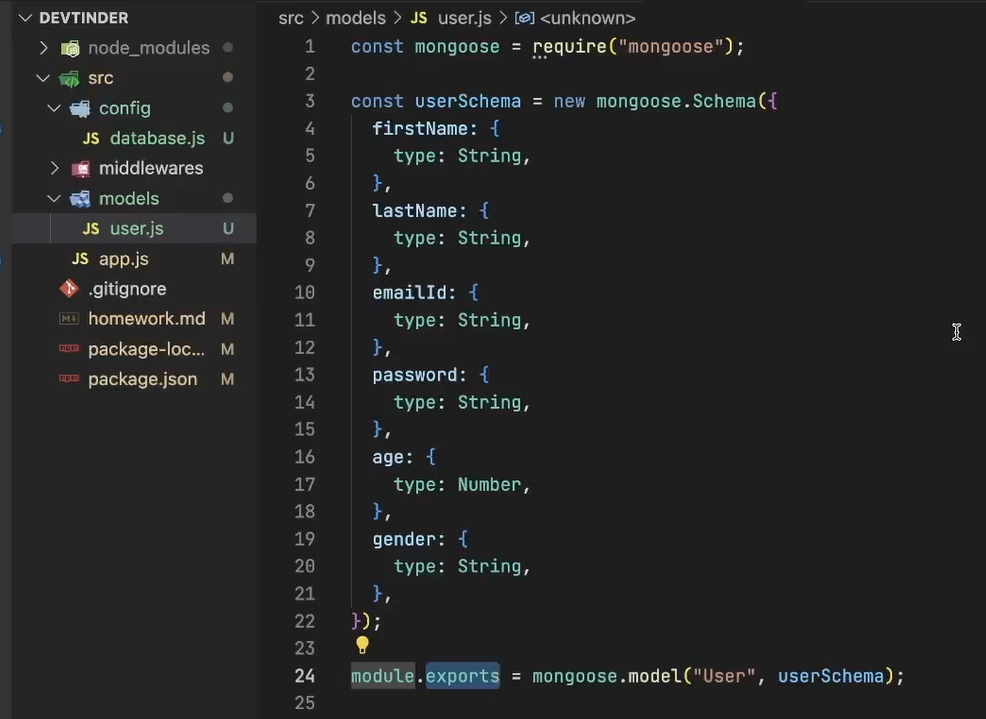 DEVTINDER
node_modules
src
config
JS database.js U
middlewares
models
JS user.js U
JS app.js M
.gitignore
homework.md M
package-loc... M
package.json M
src > models > JS user.js > <unknown>
1 const mongoose = require("mongoose");
2
3 const userSchema = new mongoose.Schema({
4 firstName: {
5 type: String,
6 },
7 lastName: {
8 type: String,
9 },
10 emailId: {
11 type: String,
12 },
13 password: {
14 type: String,
15 },
16 age: {
17 type: Number,
18 },
19 gender: {
20 type: String,
21 },
22 });
23
24 module.exports = mongoose.model("User", userSchema);
25